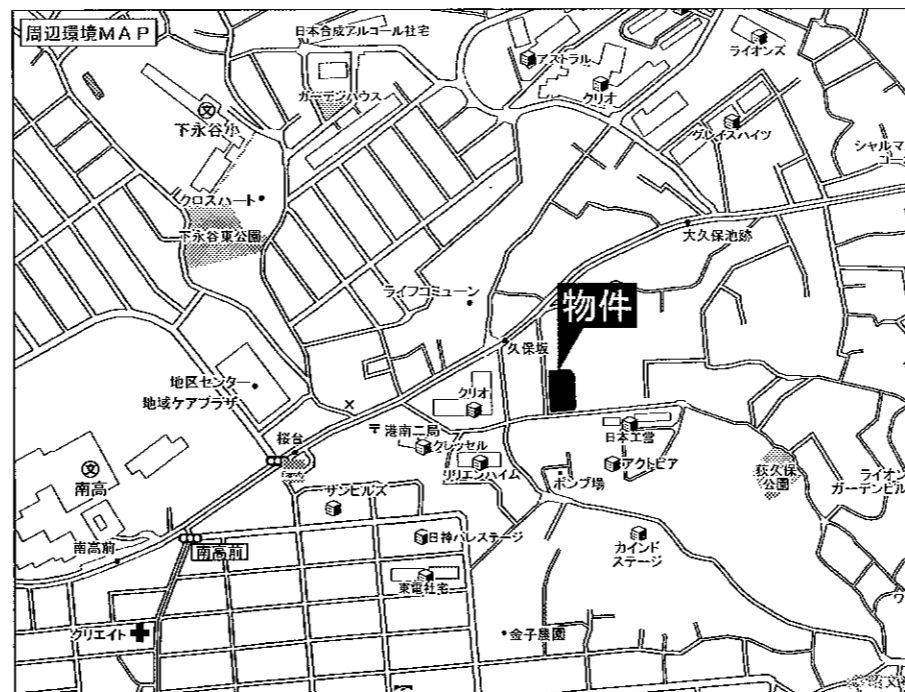 周辺環境MAP
日本合成アルコール社宅
アストラル
ライオンズ
ガーデンハウス
クリオ
下永谷小
グレイスハイツ
シャルマ
コー
クロスハート
下永谷東公園
大久保池跡
ライフコミューン
物件
久保坂
地区センター
地域ケアプラザ
クリオ
桜台
〒港南二局
クレッセル
日本工営
リリエンハイム
アクトピア
ポンプ場
荻久保
公園
ライオン
ガーデンヒル
南高
サンヒルズ
南高前
南高前
日神パレステージ
カインド
ステージ
東電社宅
ワ
クリエイト
金子農園